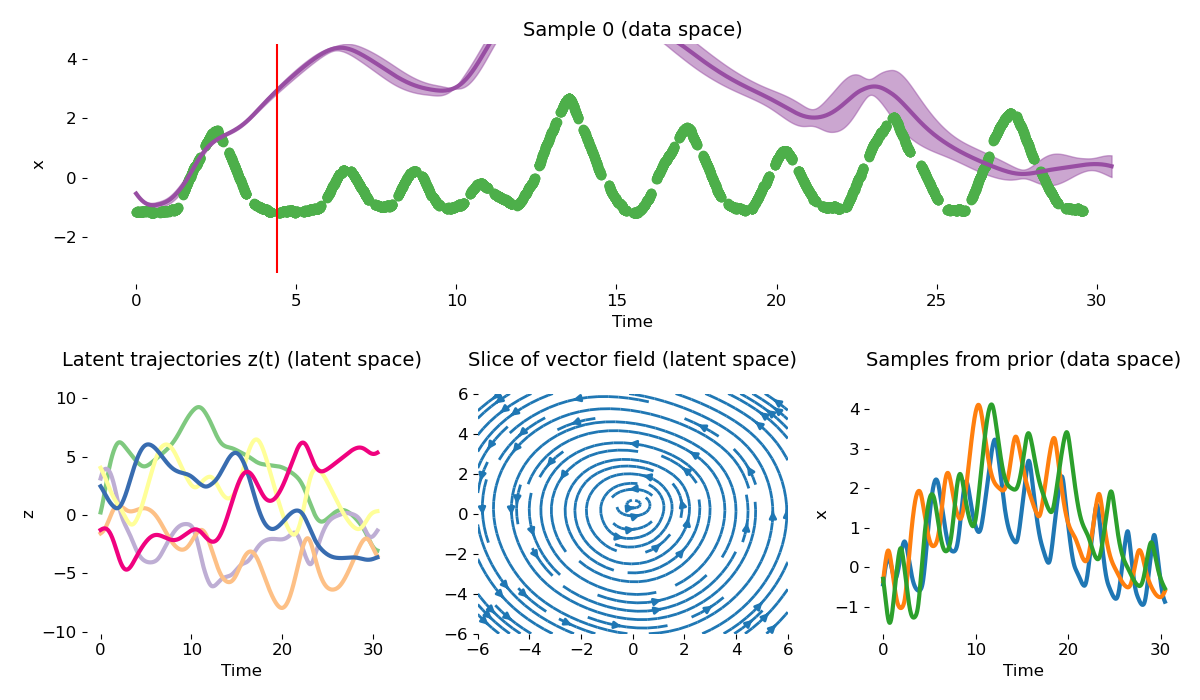 Sample 0 (data space)
4
2
0
−2
x
0 5 10 15 20 25 30
Time
Latent trajectories z(t) (latent space)
10
5
0
−5
−10
z
0 10 20 30
Time
Slice of vector field (latent space)
6
4
2
0
−2
−4
−6
−6 −4 −2 0 2 4 6
Samples from prior (data space)
4
3
2
1
0
−1
x
0 10 20 30
Time